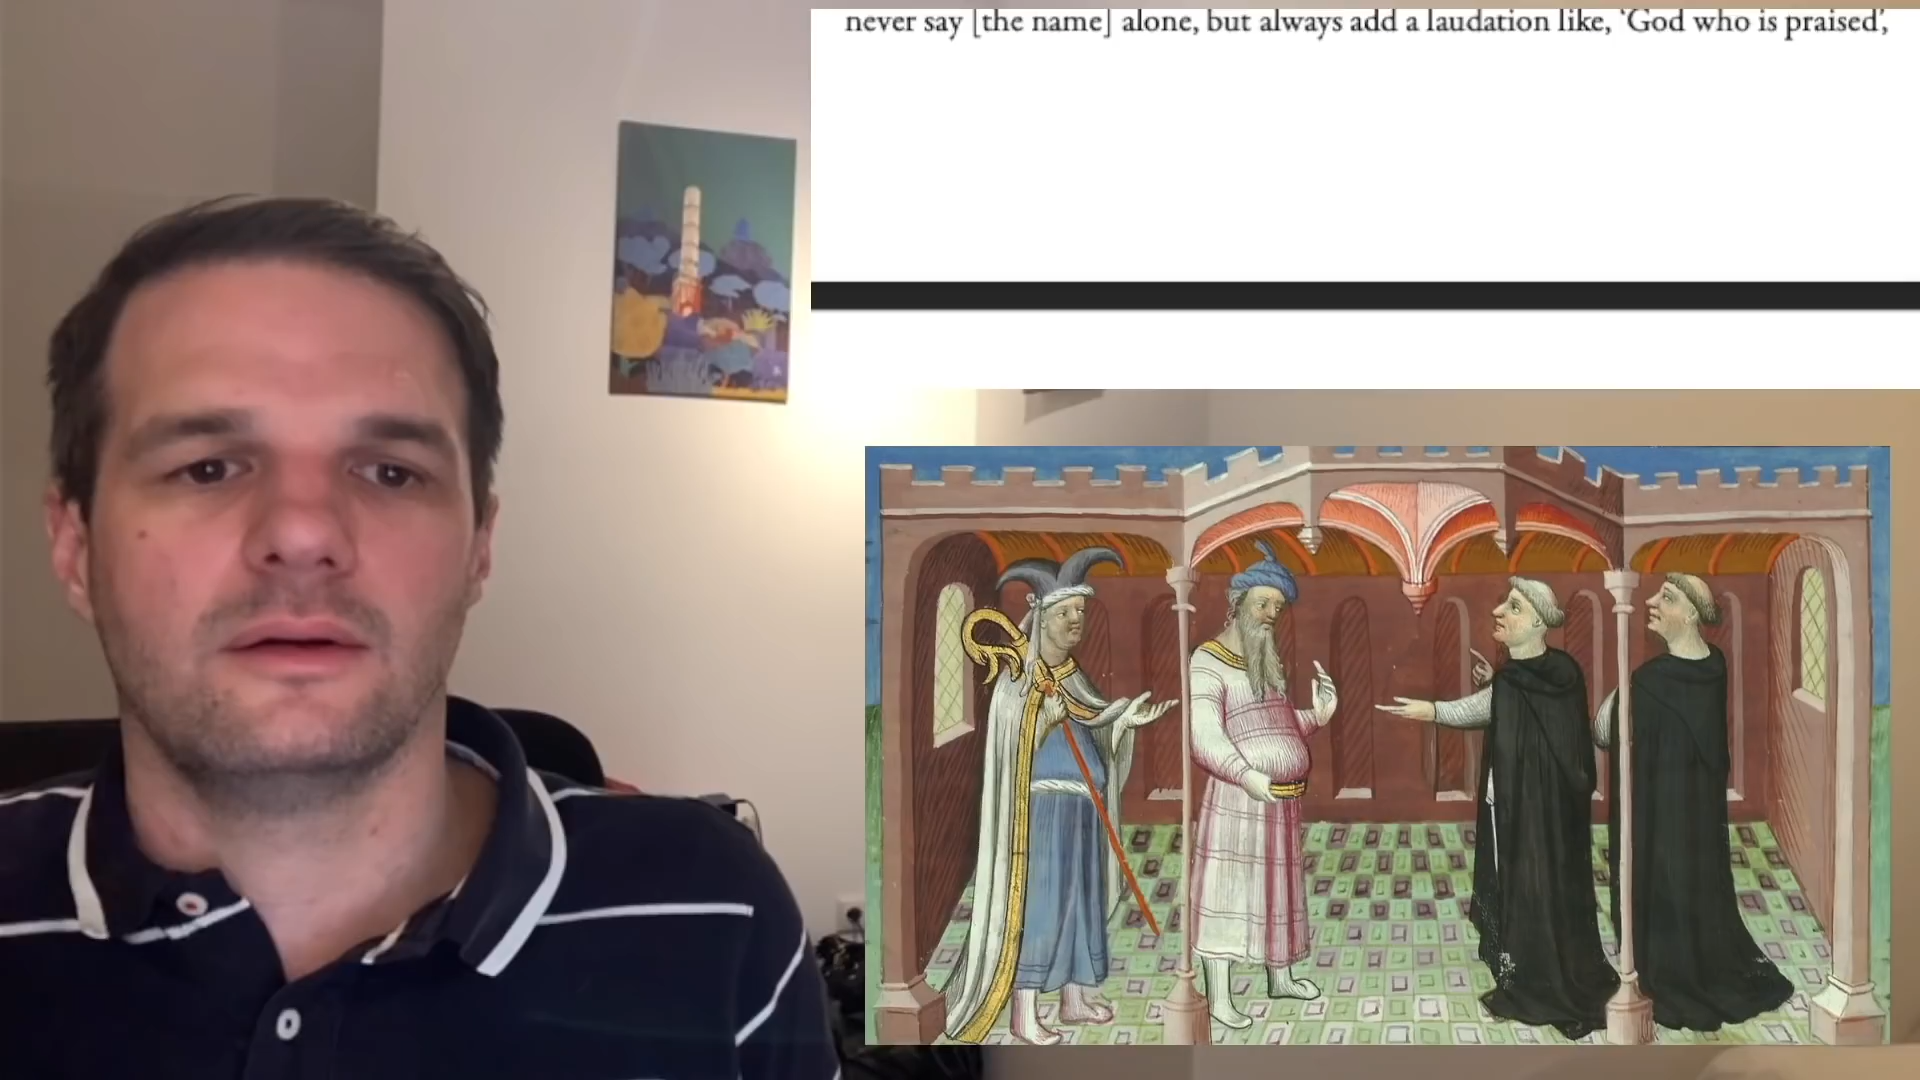 never say [the name] alone, but always add a laudation like, ‘God who is praised’,